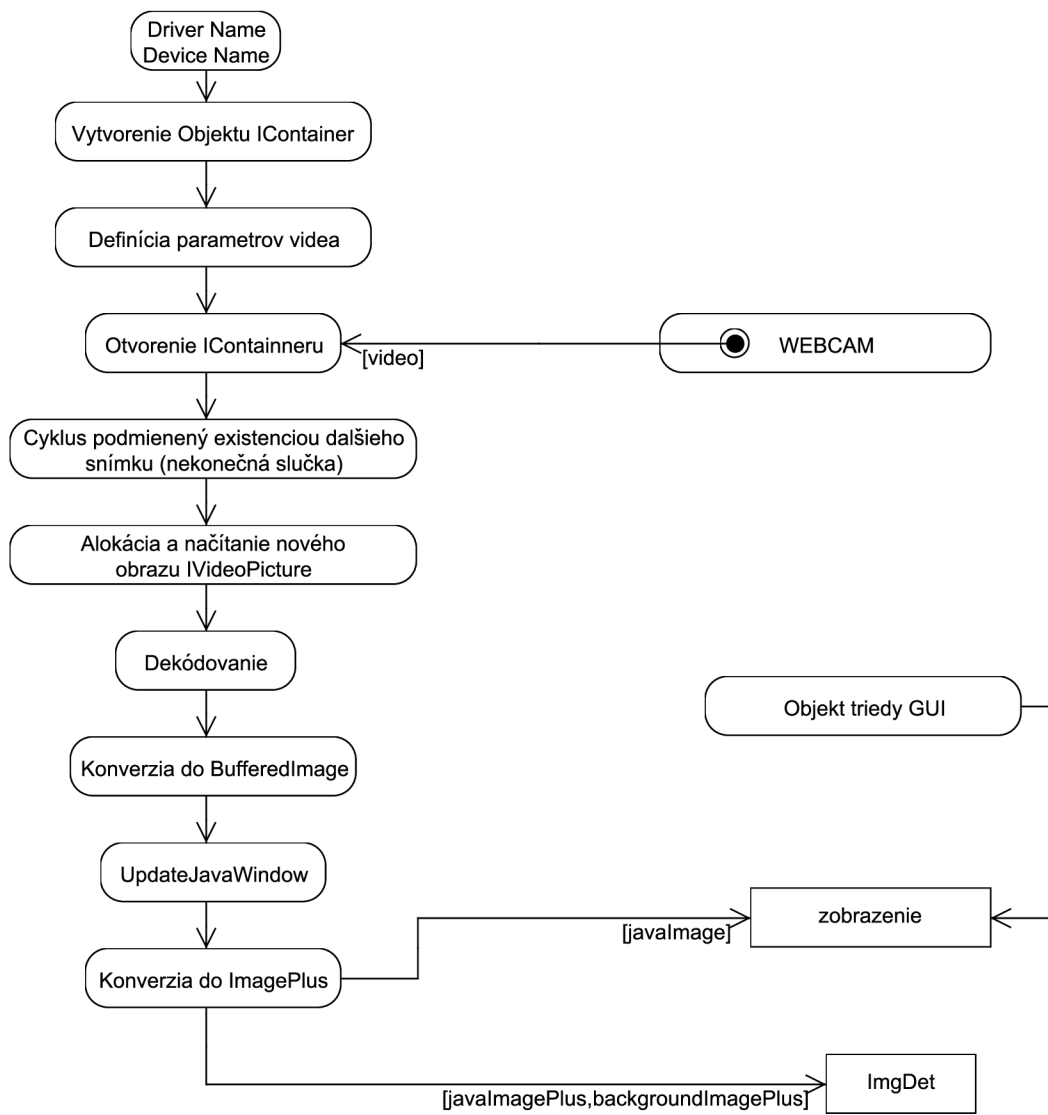 Driver Name
Device Name
Vytvorenie Objektu IContainer
Definícia parametrov videa
Otvorenie IContainneru
[video]
WEBCAM
Cyklus podmienený existenciou dalšieho
snímku (nekonečná slučka)
Alokácia a načítanie nového
obrazu IVideoPicture
Dekódovanie
Objekt triedy GUI
Konverzia do BufferedImage
UpdateJavaWindow
zobrazenie
[javaImage]
Konverzia do ImagePlus
ImgDet
[javaImagePlus,backgroundImagePlus]